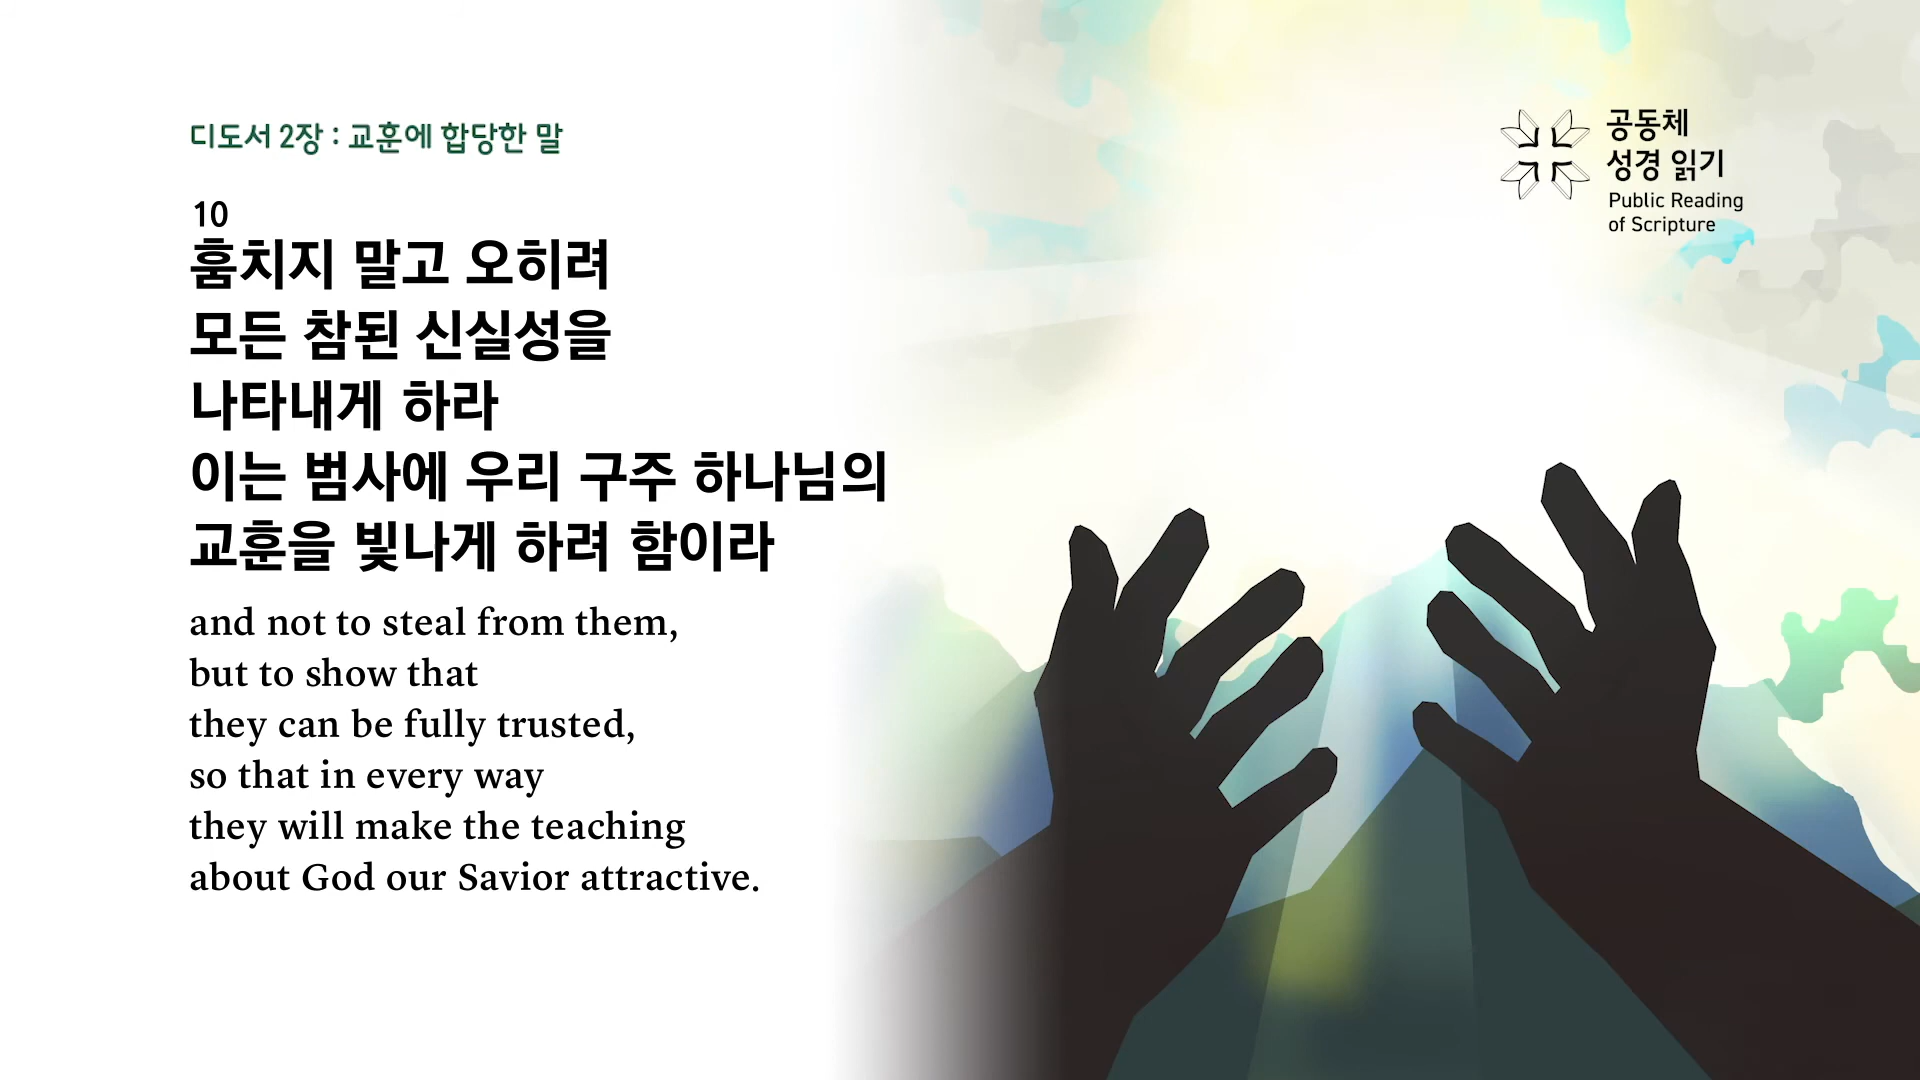 디도서 2장 : 교훈에 합당한 말
10
훔치지 말고 오히려
모든 참된 신실성을
나타내게 하라
이는 범사에 우리 구주 하나님의
교훈을 빛나게 하려 함이라
and not to steal from them,
but to show that
they can be fully trusted,
so that in every way
they will make the teaching
about God our Savior attractive.
공동체
성경 읽기
Public Reading
of Scripture